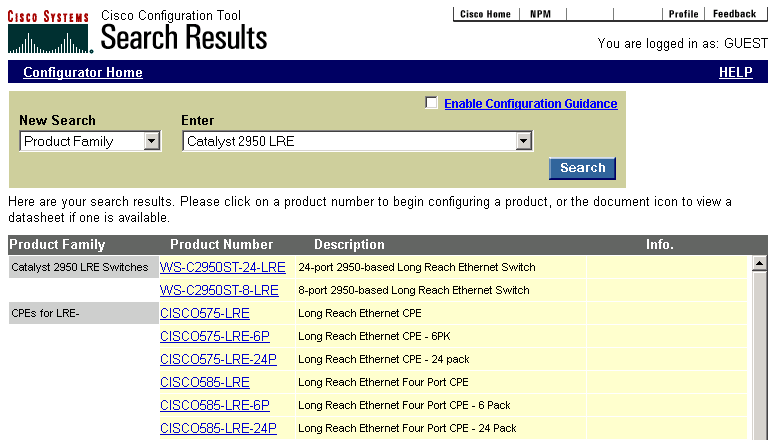 CISCO SYSTEMS
Cisco Configuration Tool
Search Results
Cisco Home NPM Profile Feedback
You are logged in as: GUEST
Configurator Home HELP
Enable Configuration Guidance
New Search Enter
Product Family Catalyst 2950 LRE
Search
Here are your search results. Please click on a product number to begin configuring a product, or the document icon to view a
datasheet if one is available.
Product Family Product Number Description Info.
Catalyst 2950 LRE Switches WS-C2950ST-24-LRE 24-port 2950-based Long Reach Ethernet Switch
WS-C2950ST-8-LRE 8-port 2950-based Long Reach Ethernet Switch
CPEs for LRE- CISCO575-LRE Long Reach Ethernet CPE
CISCO575-LRE-6P Long Reach Ethernet CPE - 6PK
CISCO575-LRE-24P Long Reach Ethernet CPE - 24 pack
CISCO585-LRE Long Reach Ethernet Four Port CPE
CISCO585-LRE-6P Long Reach Ethernet Four Port CPE - 6 Pack
CISCO585-LRE-24P Long Reach Ethernet Four Port CPE - 24 Pack